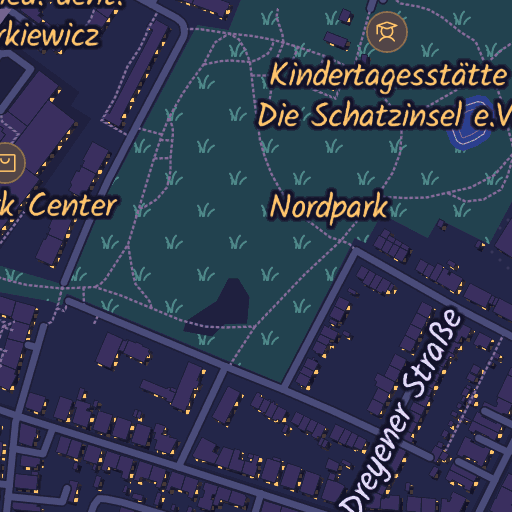 rkiewicz
Kindertagesstätte
Die Schatzinsel e.V
k Center
Nordpark
Dreyener Straße